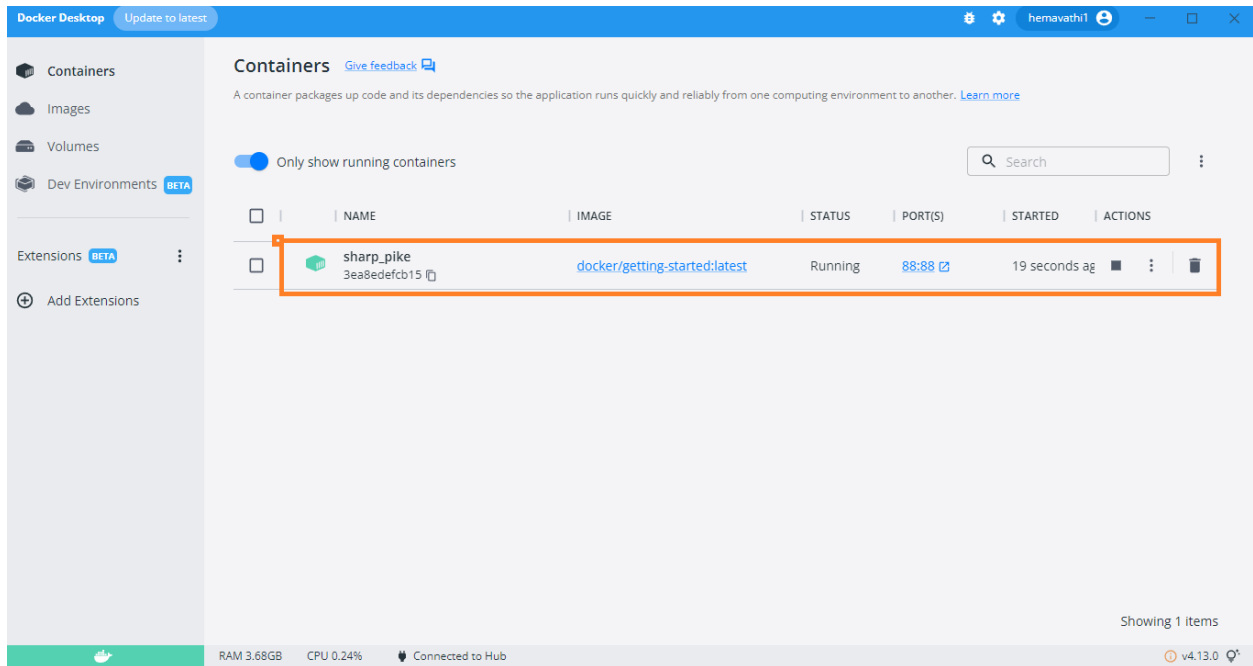 Docker Desktop Update to latest hemavathi1
Containers
Images
Volumes
Dev Environments BETA
Extensions BETA
Add Extensions
Containers Give feedback
A container packages up code and its dependencies so the application runs quickly and reliably from one computing environment to another. Learn more
Only show running containers Search
NAME IMAGE STATUS PORT(S) STARTED ACTIONS
sharp_pike docker/getting-started:latest Running 88:88 19 seconds ag
3ea8edefcb15
Showing 1 items
RAM 3.68GB CPU 0.24% Connected to Hub v4.13.0